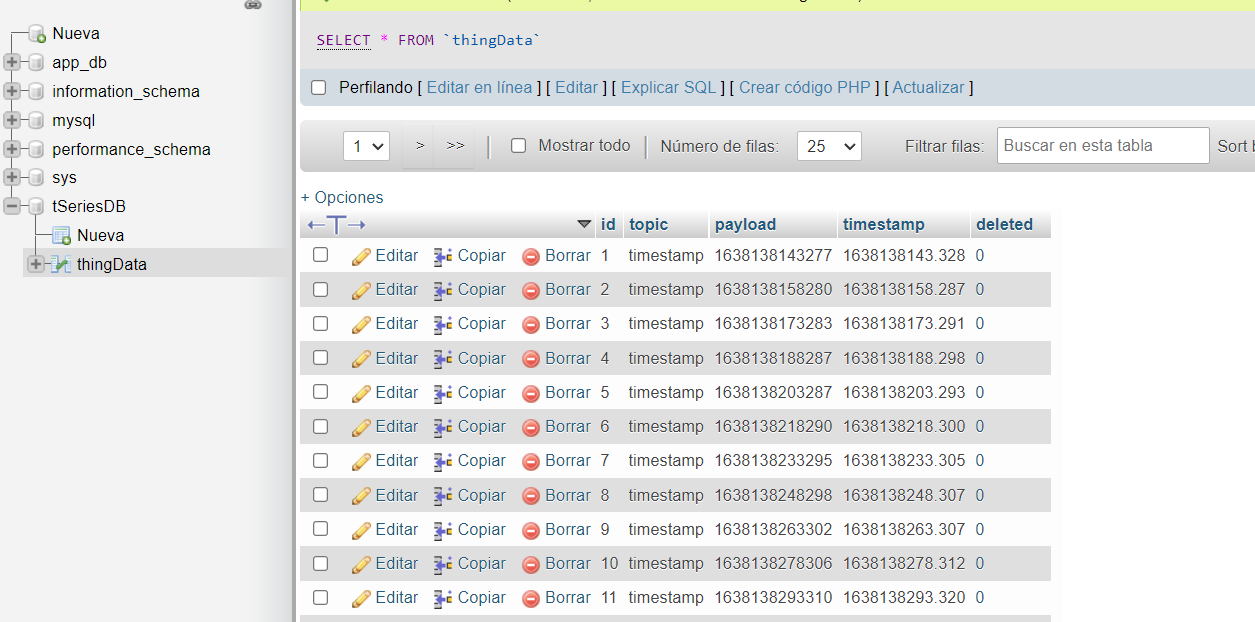 Nueva
app_db
information_schema
mysql
performance_schema
sys
tSeriesDB
Nueva
thingData
SELECT * FROM `thingData`
Perfilando [ Editar en línea ] [ Editar ] [ Explicar SQL ] [ Crear código PHP ] [ Actualizar ]
1 > >> | Mostrar todo | Número de filas: 25 Filtrar filas: Buscar en esta tabla Sort
+ Opciones
←T→ id topic payload timestamp deleted
Editar Copiar Borrar 1 timestamp 1638138143277 1638138143.328 0
Editar Copiar Borrar 2 timestamp 1638138158280 1638138158.287 0
Editar Copiar Borrar 3 timestamp 1638138173283 1638138173.291 0
Editar Copiar Borrar 4 timestamp 1638138188287 1638138188.298 0
Editar Copiar Borrar 5 timestamp 1638138203287 1638138203.293 0
Editar Copiar Borrar 6 timestamp 1638138218290 1638138218.300 0
Editar Copiar Borrar 7 timestamp 1638138233295 1638138233.305 0
Editar Copiar Borrar 8 timestamp 1638138248298 1638138248.307 0
Editar Copiar Borrar 9 timestamp 1638138263302 1638138263.307 0
Editar Copiar Borrar 10 timestamp 1638138278306 1638138278.312 0
Editar Copiar Borrar 11 timestamp 1638138293310 1638138293.320 0